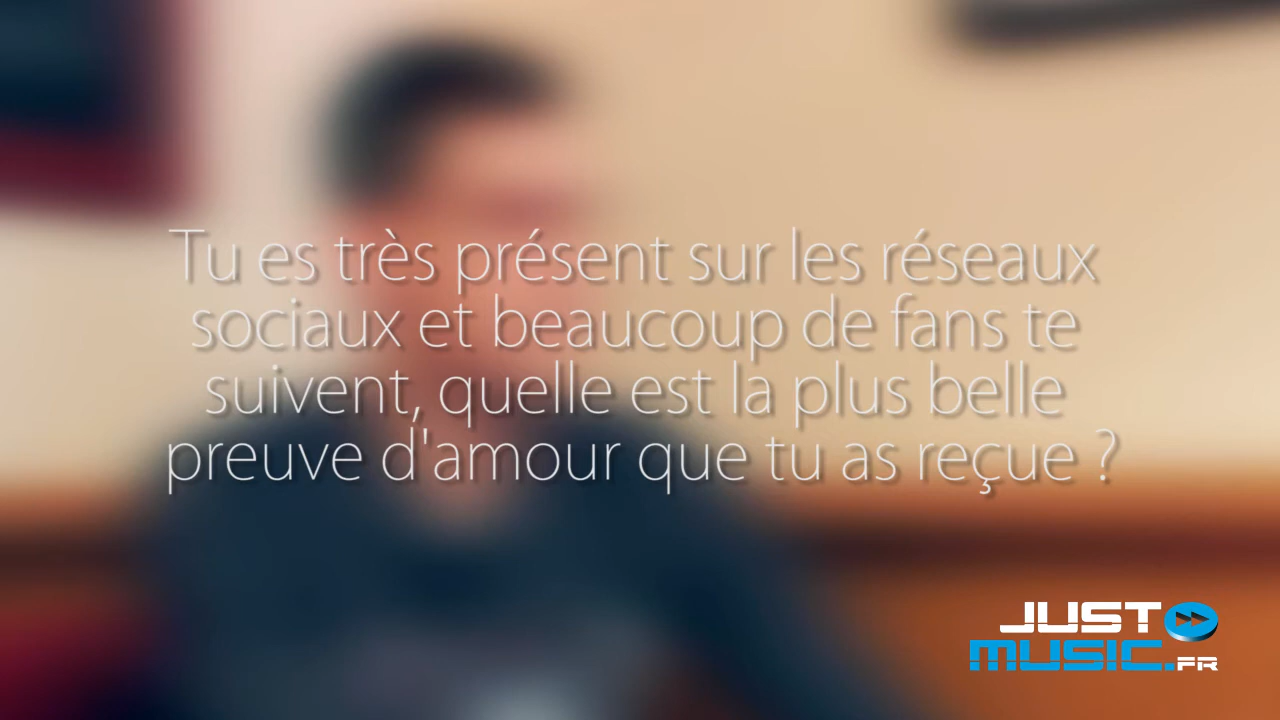 Tu es très présent sur les réseaux
sociaux et beaucoup de fans te
suivent, quelle est la plus belle
preuve d'amour que tu as reçue ?
JUST
MUSIC.FR